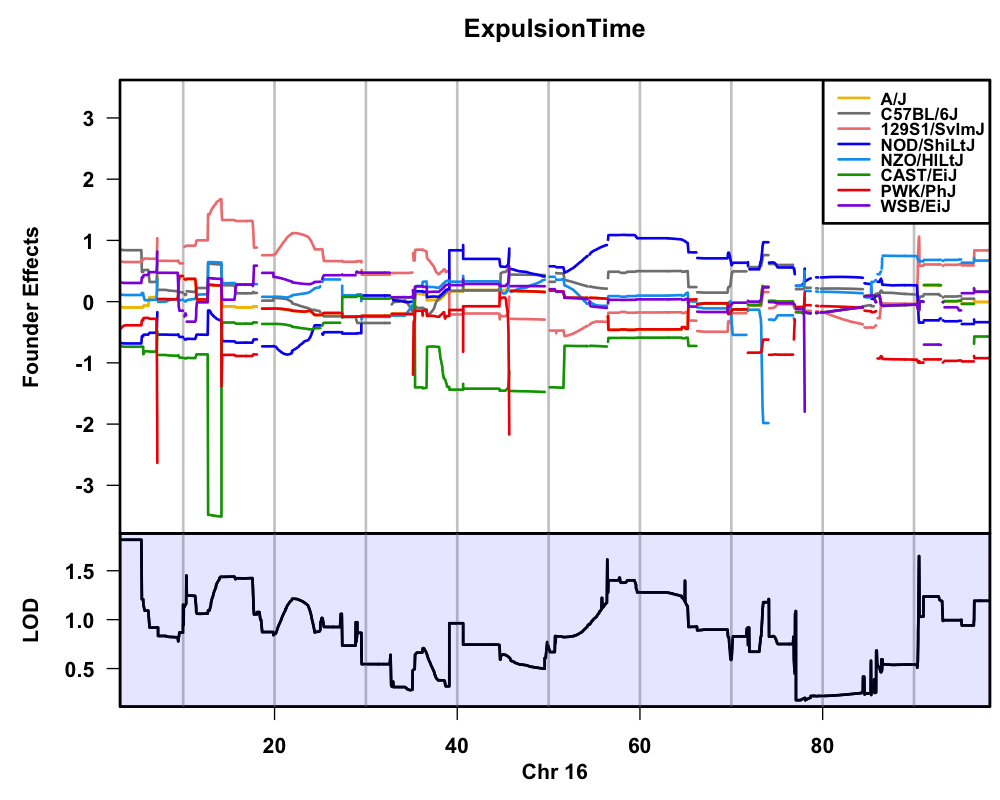 ExpulsionTime
A/J
C57BL/6J
129S1/SvImJ
NOD/ShiLtJ
NZO/HlLtJ
CAST/EiJ
PWK/PhJ
WSB/EiJ
Founder Effects
3
2
1
0
-1
-2
-3
LOD
1.5
1.0
0.5
20 40 60 80
Chr 16